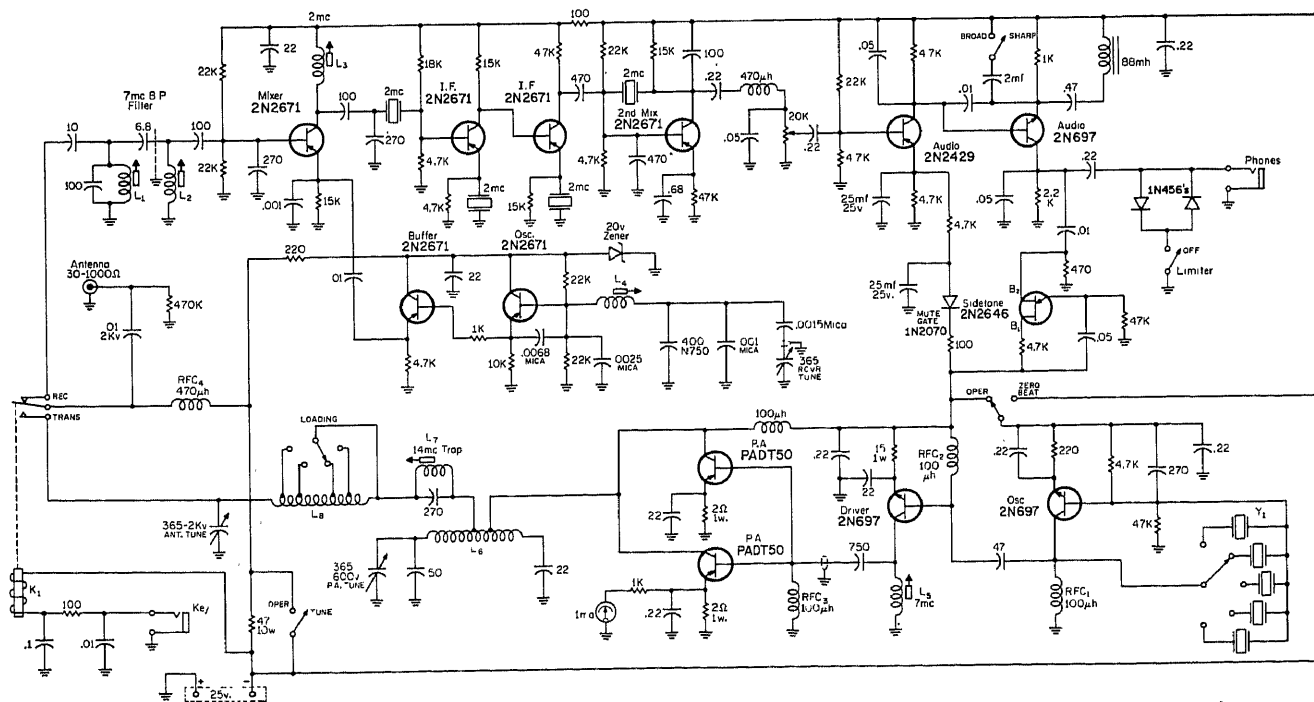 2mc
100
22
L3
22K
18K
15K
47K
22K
15K
100
.05
4.7K
BROAD
SHARP
1K
88mh
.22
2mf
.01
.47
7mc B P
Filter
Mixer
2N2671
I.F.
2N2671
I.F
2N2671
470
2mc
2nd Mix
2N2671
.22
470µh
22K
100
2mc
10
6.8
100
270
4.7K
4.7K
470
.05
20K
.22
4.7K
Audio
2N2429
Audio
2N697
22K
270
100
L1
L2
.001
15K
4.7K
2mc
15K
2mc
.68
47K
25mf
25v
4.7K
.05
2.2
K
.22
1N456's
Phones
OFF
Limiter
4.7K
.01
470
Antenna
30-1000Ω
470K
.01
2Kv
220
Buffer
2N2671
Osc.
2N2671
20v
Zener
.01
22
22K
L4
25mf
25v.
MUTE
GATE
1N2070
Sidetone
2N2646
B2
B1
47K
.05
4.7K
1K
.0068
MICA
4.7K
10K
22K
.0025
MICA
400
N750
.001
MICA
.0015Mica
365
RCVR
TUNE
100
REC
TRANS
RFC4
470µh
OPER
ZERO
BEAT
LOADING
L7
14mc Trap
270
100µh
P.A
PADT50
.22
15
1w
22
RFC2
100
µh
.22
220
4.7K
270
.22
Driver
2N697
Osc
2N697
Y1
L8
365-2Kv
ANT. TUNE
L6
22
2Ω
1w.
P.A
PADT50
750
47
47K
K1
365
600v
P.A. TUNE
50
22
1K
1ma
.22
2Ω
1w.
RFC3
100µh
L5
7mc
RFC1
100µh
100
Key
.1
.01
47
10w
OPER
TUNE
+
-
25v.